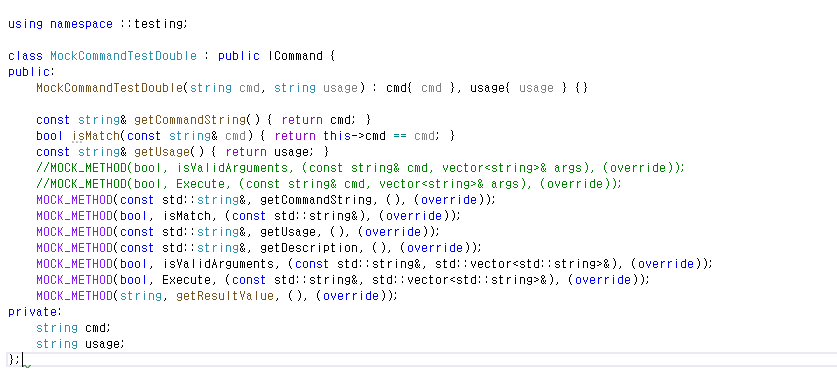 using namespace ::testing;
class MockCommandTestDouble : public ICommand {
public:
MockCommandTestDouble(string cmd, string usage) : cmd{ cmd }, usage{ usage } {}
const string& getCommandString() { return cmd; }
bool isMatch(const string& cmd) { return this->cmd == cmd; }
const string& getUsage() { return usage; }
//MOCK_METHOD(bool, isValidArguments, (const string& cmd, vector<string>& args), (override));
//MOCK_METHOD(bool, Execute, (const string& cmd, vector<string>& args), (override));
MOCK_METHOD(const std::string&, getCommandString, (), (override));
MOCK_METHOD(bool, isMatch, (const std::string&), (override));
MOCK_METHOD(const std::string&, getUsage, (), (override));
MOCK_METHOD(const std::string&, getDescription, (), (override));
MOCK_METHOD(bool, isValidArguments, (const std::string&, std::vector<std::string>&), (override));
MOCK_METHOD(bool, Execute, (const std::string&, std::vector<std::string>&), (override));
MOCK_METHOD(string, getResultValue, (), (override));
private:
string cmd;
string usage;
};